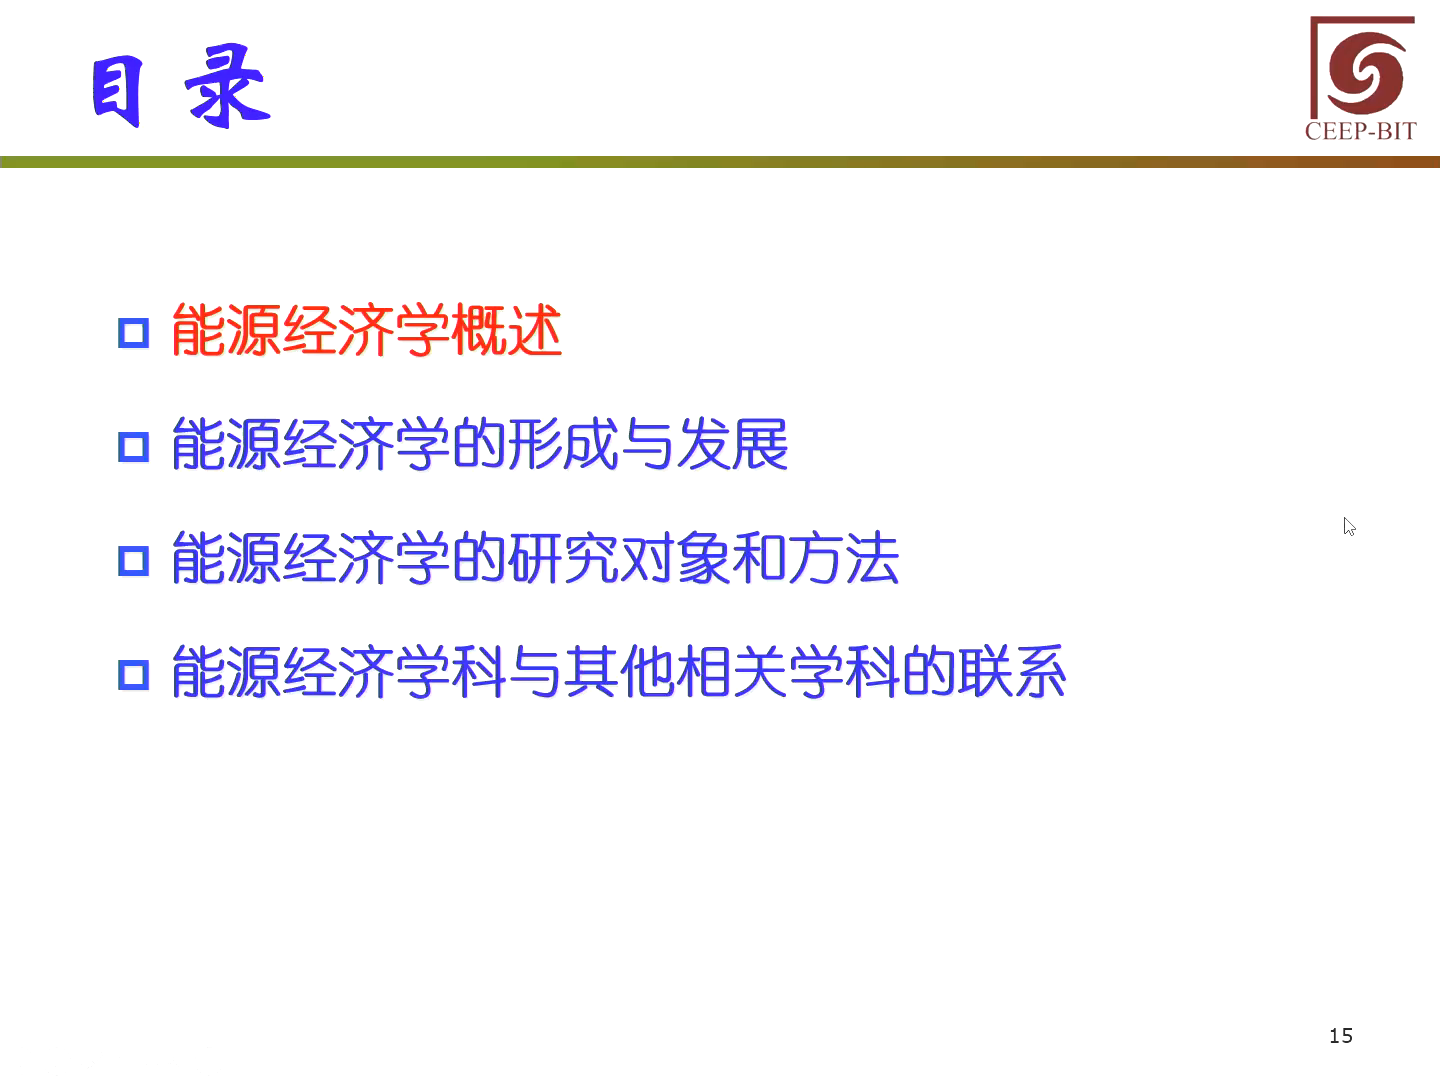 目录
CEEP-BIT
能源经济学概述
能源经济学的形成与发展
能源经济学的研究对象和方法
能源经济学科与其他相关学科的联系
15